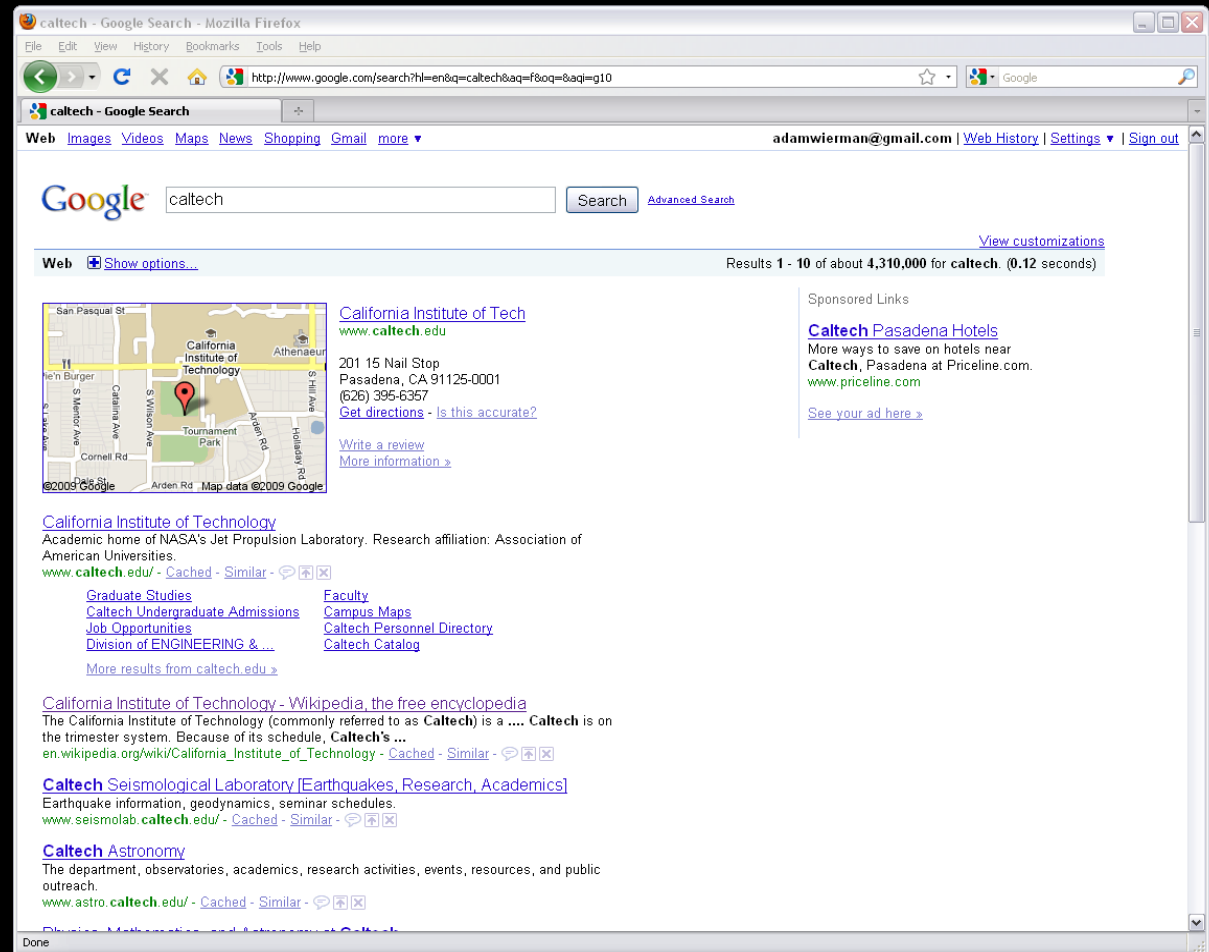 caltech - Google Search - Mozilla Firefox
File Edit View History Bookmarks Tools Help
http://www.google.com/search?hl=en&q=caltech&aq=f&oq=&aqi=g10
Google
caltech - Google Search
Web Images Videos Maps News Shopping Gmail more ▼
adamwierman@gmail.com | Web History | Settings ▼ | Sign out
Google
caltech
Search
Advanced Search
View customizations
Web Show options...
Results 1 - 10 of about 4,310,000 for caltech. (0.12 seconds)
San Pasqual St
California
Institute of
Technology
Athenaeum
Pie'n Burger
S Lake Ave
S Mentor Ave
Catalina Ave
S Wilson Ave
S Hill Ave
Arden Rd
Holladay Rd
Tournament
Park
Cornell Rd
Dale St
Arden Rd
©2009 Google
Map data ©2009 Google
California Institute of Tech
www.caltech.edu
201 15 Nail Stop
Pasadena, CA 91125-0001
(626) 395-6357
Get directions - Is this accurate?
Write a review
More information »
Sponsored Links
Caltech Pasadena Hotels
More ways to save on hotels near
Caltech, Pasadena at Priceline.com.
www.priceline.com
See your ad here »
California Institute of Technology
Academic home of NASA's Jet Propulsion Laboratory. Research affiliation: Association of
American Universities.
www.caltech.edu/ - Cached - Similar -
Graduate Studies
Caltech Undergraduate Admissions
Job Opportunities
Division of ENGINEERING & ...
Faculty
Campus Maps
Caltech Personnel Directory
Caltech Catalog
More results from caltech.edu »
California Institute of Technology - Wikipedia, the free encyclopedia
The California Institute of Technology (commonly referred to as Caltech) is a .... Caltech is on
the trimester system. Because of its schedule, Caltech's ...
en.wikipedia.org/wiki/California_Institute_of_Technology - Cached - Similar -
Caltech Seismological Laboratory [Earthquakes, Research, Academics]
Earthquake information, geodynamics, seminar schedules.
www.seismolab.caltech.edu/ - Cached - Similar -
Caltech Astronomy
The department, observatories, academics, research activities, events, resources, and public
outreach.
www.astro.caltech.edu/ - Cached - Similar -
Physics, Mathematics, and Astronomy at Caltech
Done